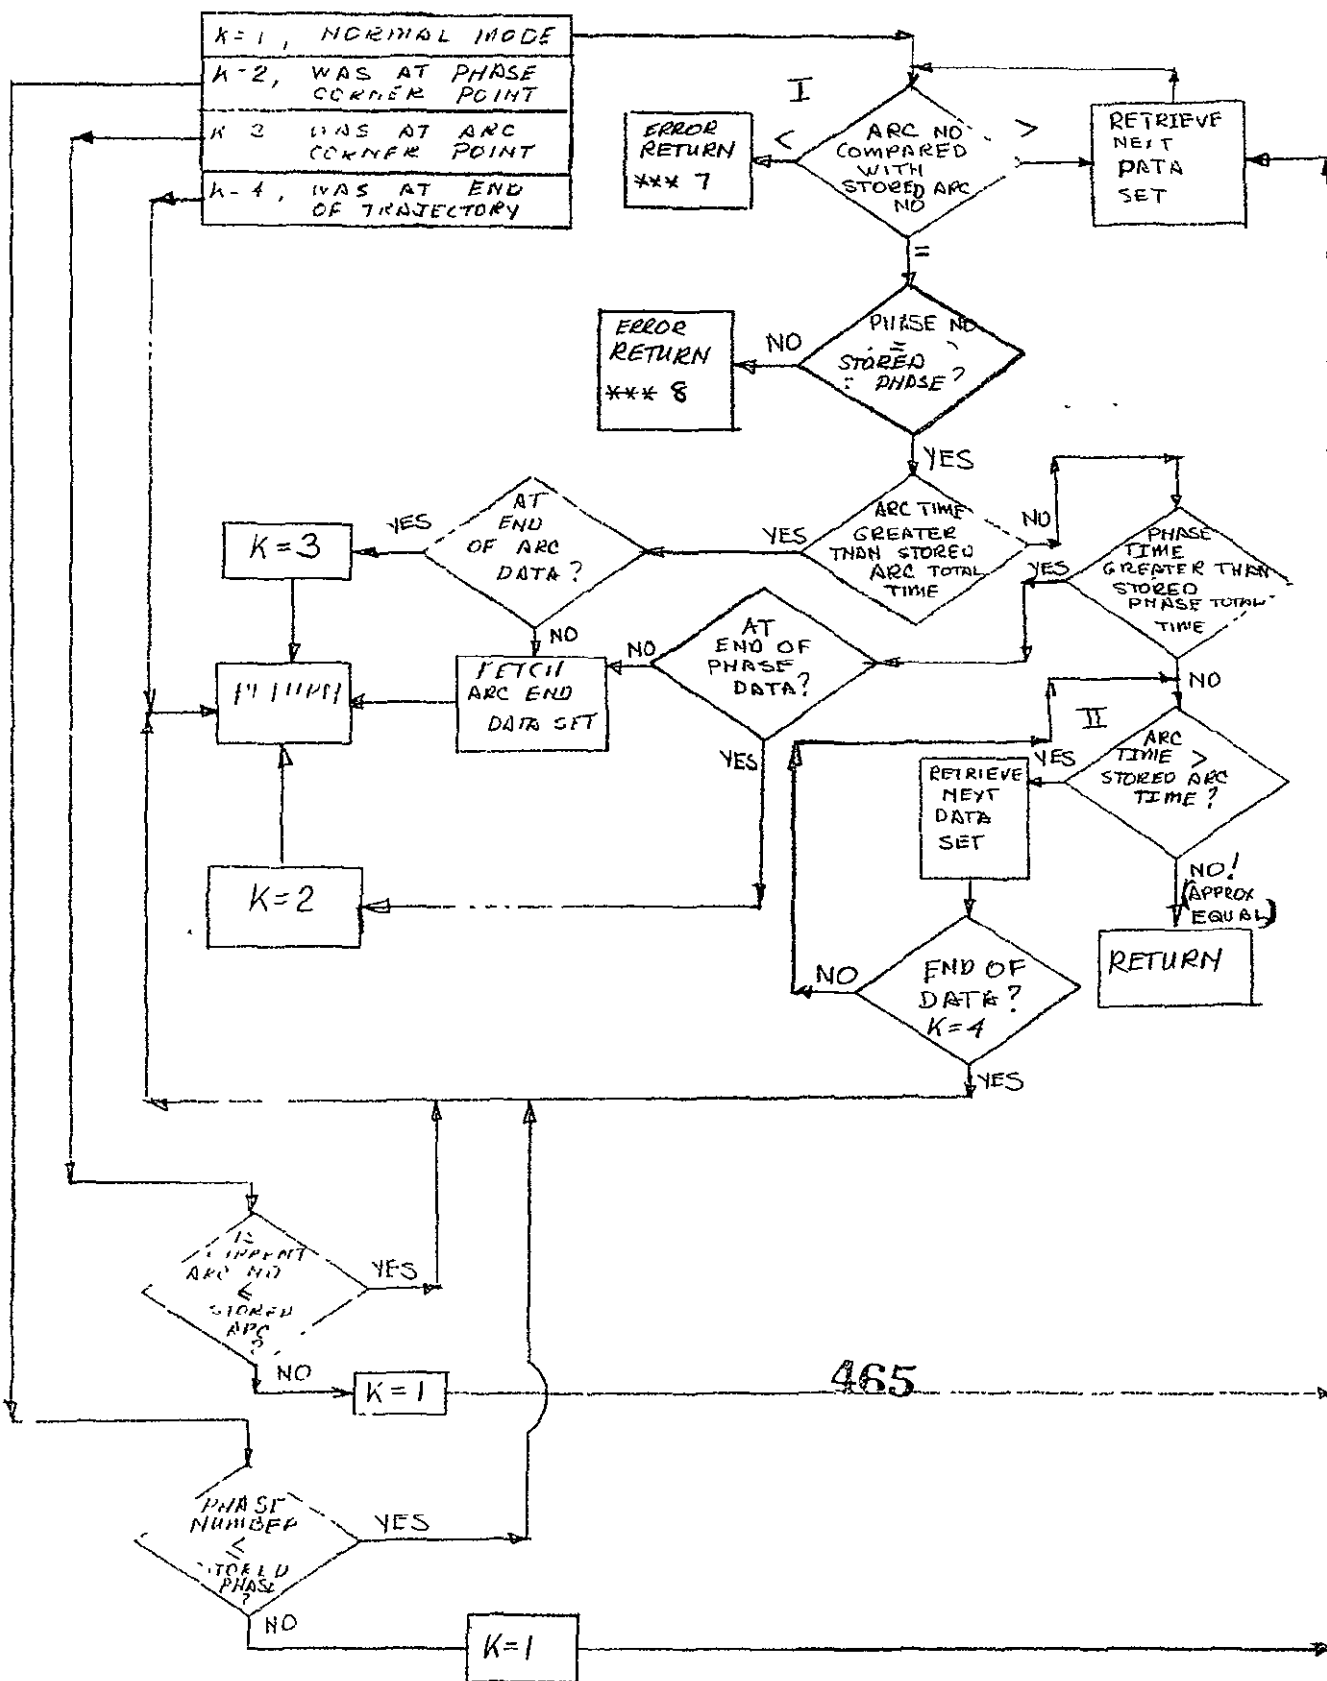 K=1, NORMAL MODE
K-2, WAS AT PHASE
CORNER POINT
K 3 WAS AT ARC
CORNER POINT
K-4, WAS AT END
OF TRAJECTORY
I
ERROR
RETURN
*** 7
<
ARC NO
COMPARED
WITH
STORED ARC
NO
>
RETRIEVE
NEXT
DATA
SET
=
ERROR
RETURN
*** 8
NO
PHASE NO
=
STORED
PHASE?
YES
K=3
YES
AT
END
OF ARC
DATA?
YES
ARC TIME
GREATER
THAN STORED
ARC TOTAL
TIME
NO
PHASE
TIME
GREATER THAN
STORED
PHASE TOTAL
TIME
YES
NO
FETCH
ARC END
DATA SET
NO
AT
END OF
PHASE
DATA?
YES
NO
II
ARC
TIME >
STORED ARC
TIME?
YES
RETRIEVE
NEXT
DATA
SET
NO!
(APPROX
EQUAL)
RETURN
K=2
NO
END OF
DATA?
K=4
YES
IS
CURRENT
ARC NO
≤
STORED
ARC
?
YES
NO
K=1
465
PHASE
NUMBER
≤
STORED
PHASE
?
YES
NO
K=1